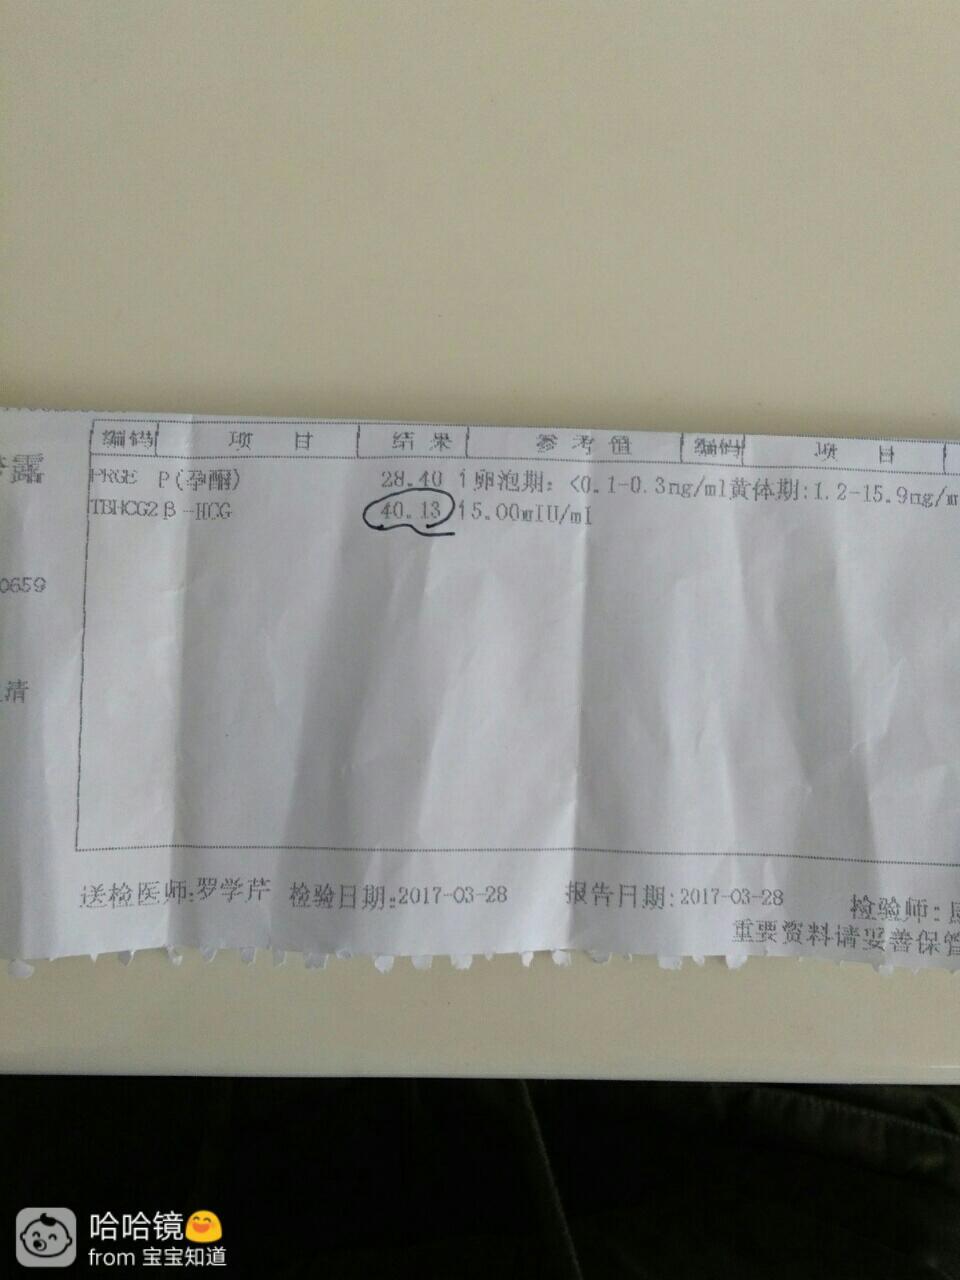 编码 项 目 结 果 参 考 值 编码 项 目
PRGE P(孕酮) 28.40 卵泡期: <0.1-0.3ng/ml黄体期:1.2-15.9ng/m
TBHCG2 β-HCG 40.13 5.00mIU/ml
露
0659
清
送检医师:罗学芹 检验日期:2017-03-28 报告日期:2017-03-28 检验师:
重要资料请妥善保管
哈哈镜😄
from 宝宝知道